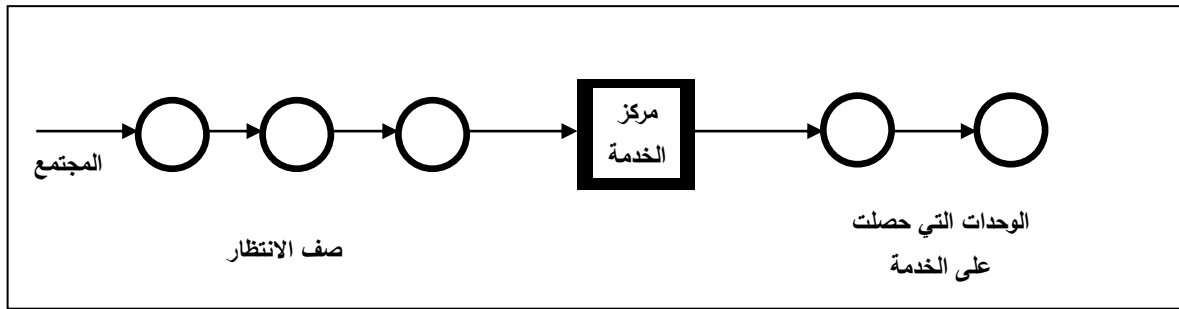 مركز
الخدمة
المجتمع
صف الانتظار
الوحدات التي حصلت
على الخدمة